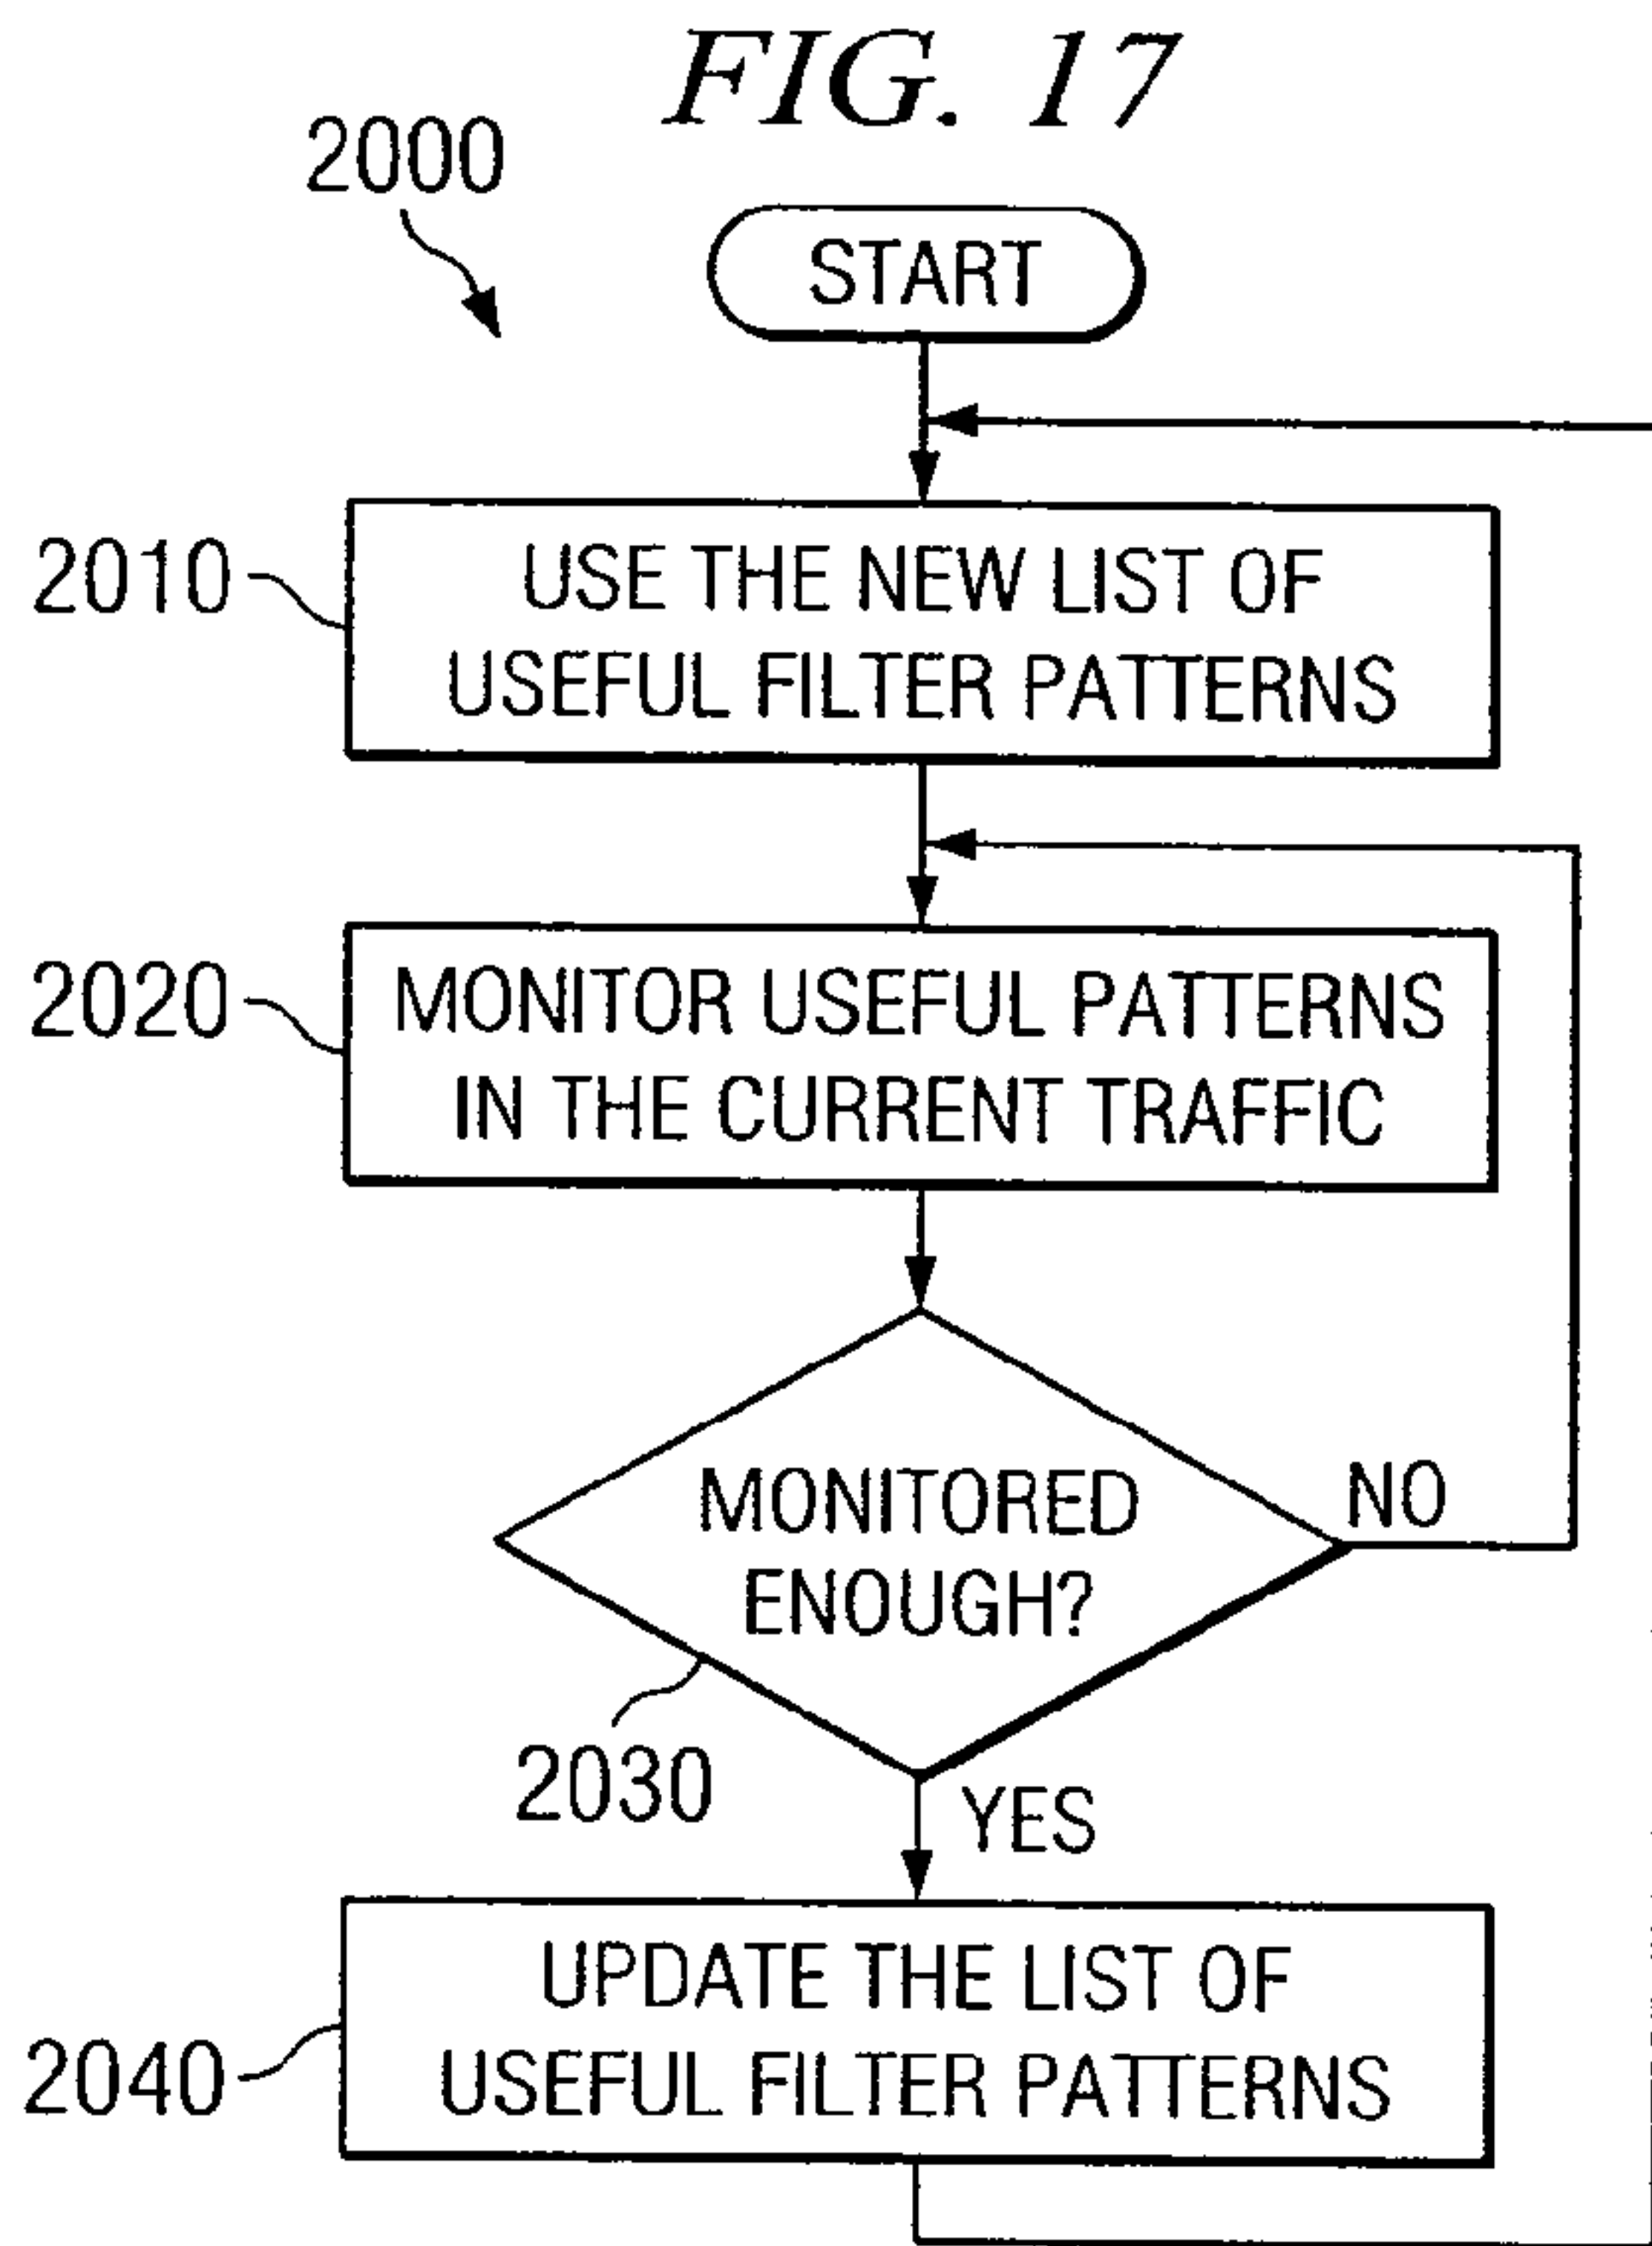 FIG. 17
2000
START
2010
USE THE NEW LIST OF
USEFUL FILTER PATTERNS
2020
MONITOR USEFUL PATTERNS
IN THE CURRENT TRAFFIC
MONITORED
ENOUGH?
NO
2030
YES
2040
UPDATE THE LIST OF
USEFUL FILTER PATTERNS